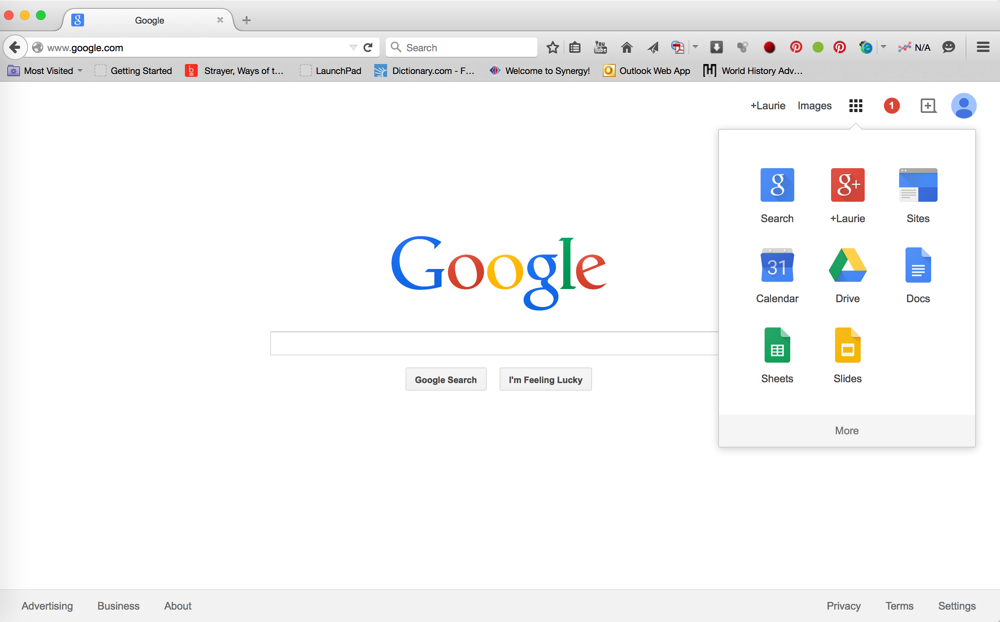 Google
www.google.com
Search
You
Tube
N/A
Most Visited
Getting Started
b
Strayer, Ways of t...
LaunchPad
Dictionary.com - F...
Welcome to Synergy!
Outlook Web App
H
World History Adv...
+Laurie
Images
1
Google
Google Search
I'm Feeling Lucky
g
Search
g+
+Laurie
Sites
31
Calendar
Drive
Docs
Sheets
Slides
More
Advertising
Business
About
Privacy
Terms
Settings